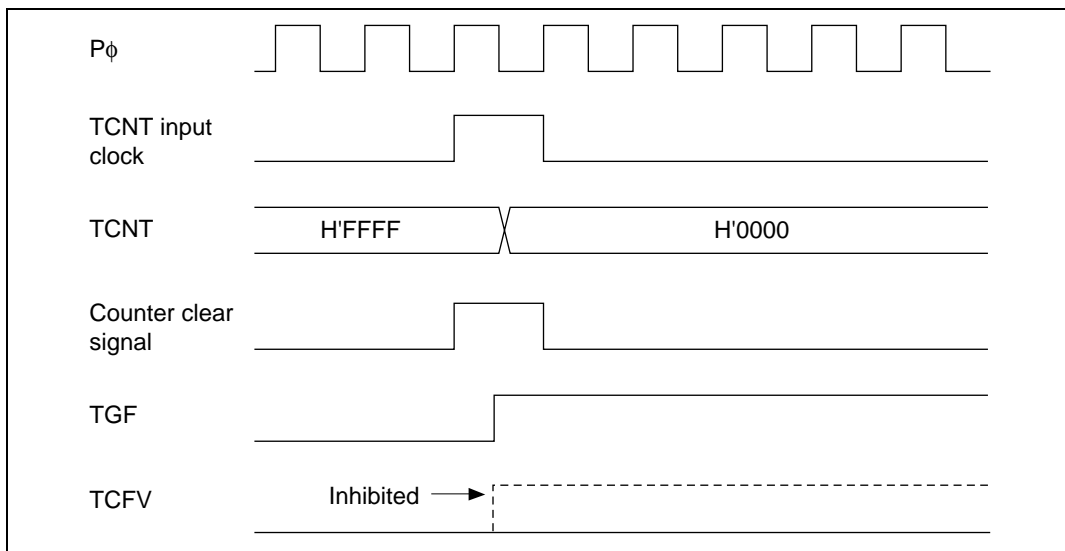 Pϕ
TCNT input
clock
TCNT
H'FFFF
H'0000
Counter clear
signal
TGF
TCFV
Inhibited